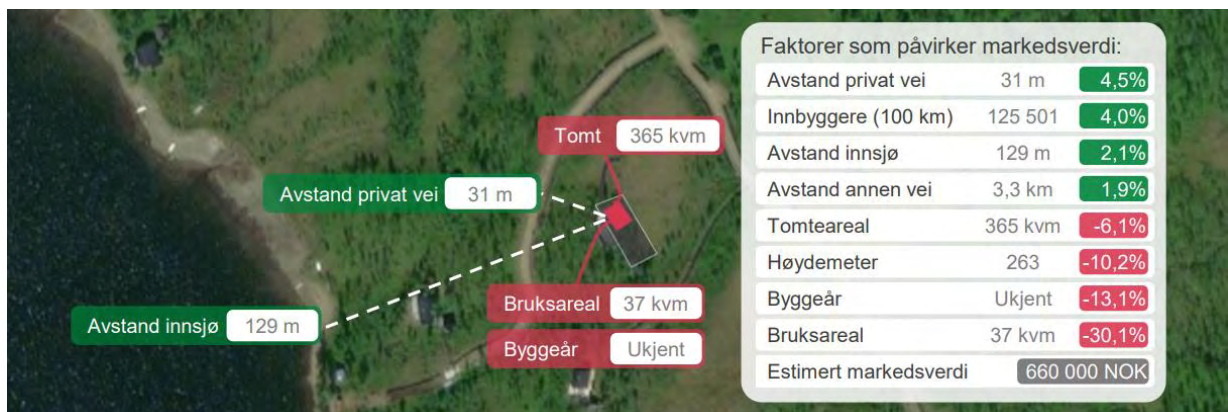 Faktorer som påvirker markedsverdi:
Avstand privat vei 31 m 4,5%
Innbyggere (100 km) 125 501 4,0%
Avstand innsjø 129 m 2,1%
Avstand annen vei 3,3 km 1,9%
Tomteareal 365 kvm -6,1%
Høydemeter 263 -10,2%
Byggeår Ukjent -13,1%
Bruksareal 37 kvm -30,1%
Estimert markedsverdi 660 000 NOK
Tomt 365 kvm
Avstand privat vei 31 m
Bruksareal 37 kvm
Avstand innsjø 129 m
Byggeår Ukjent